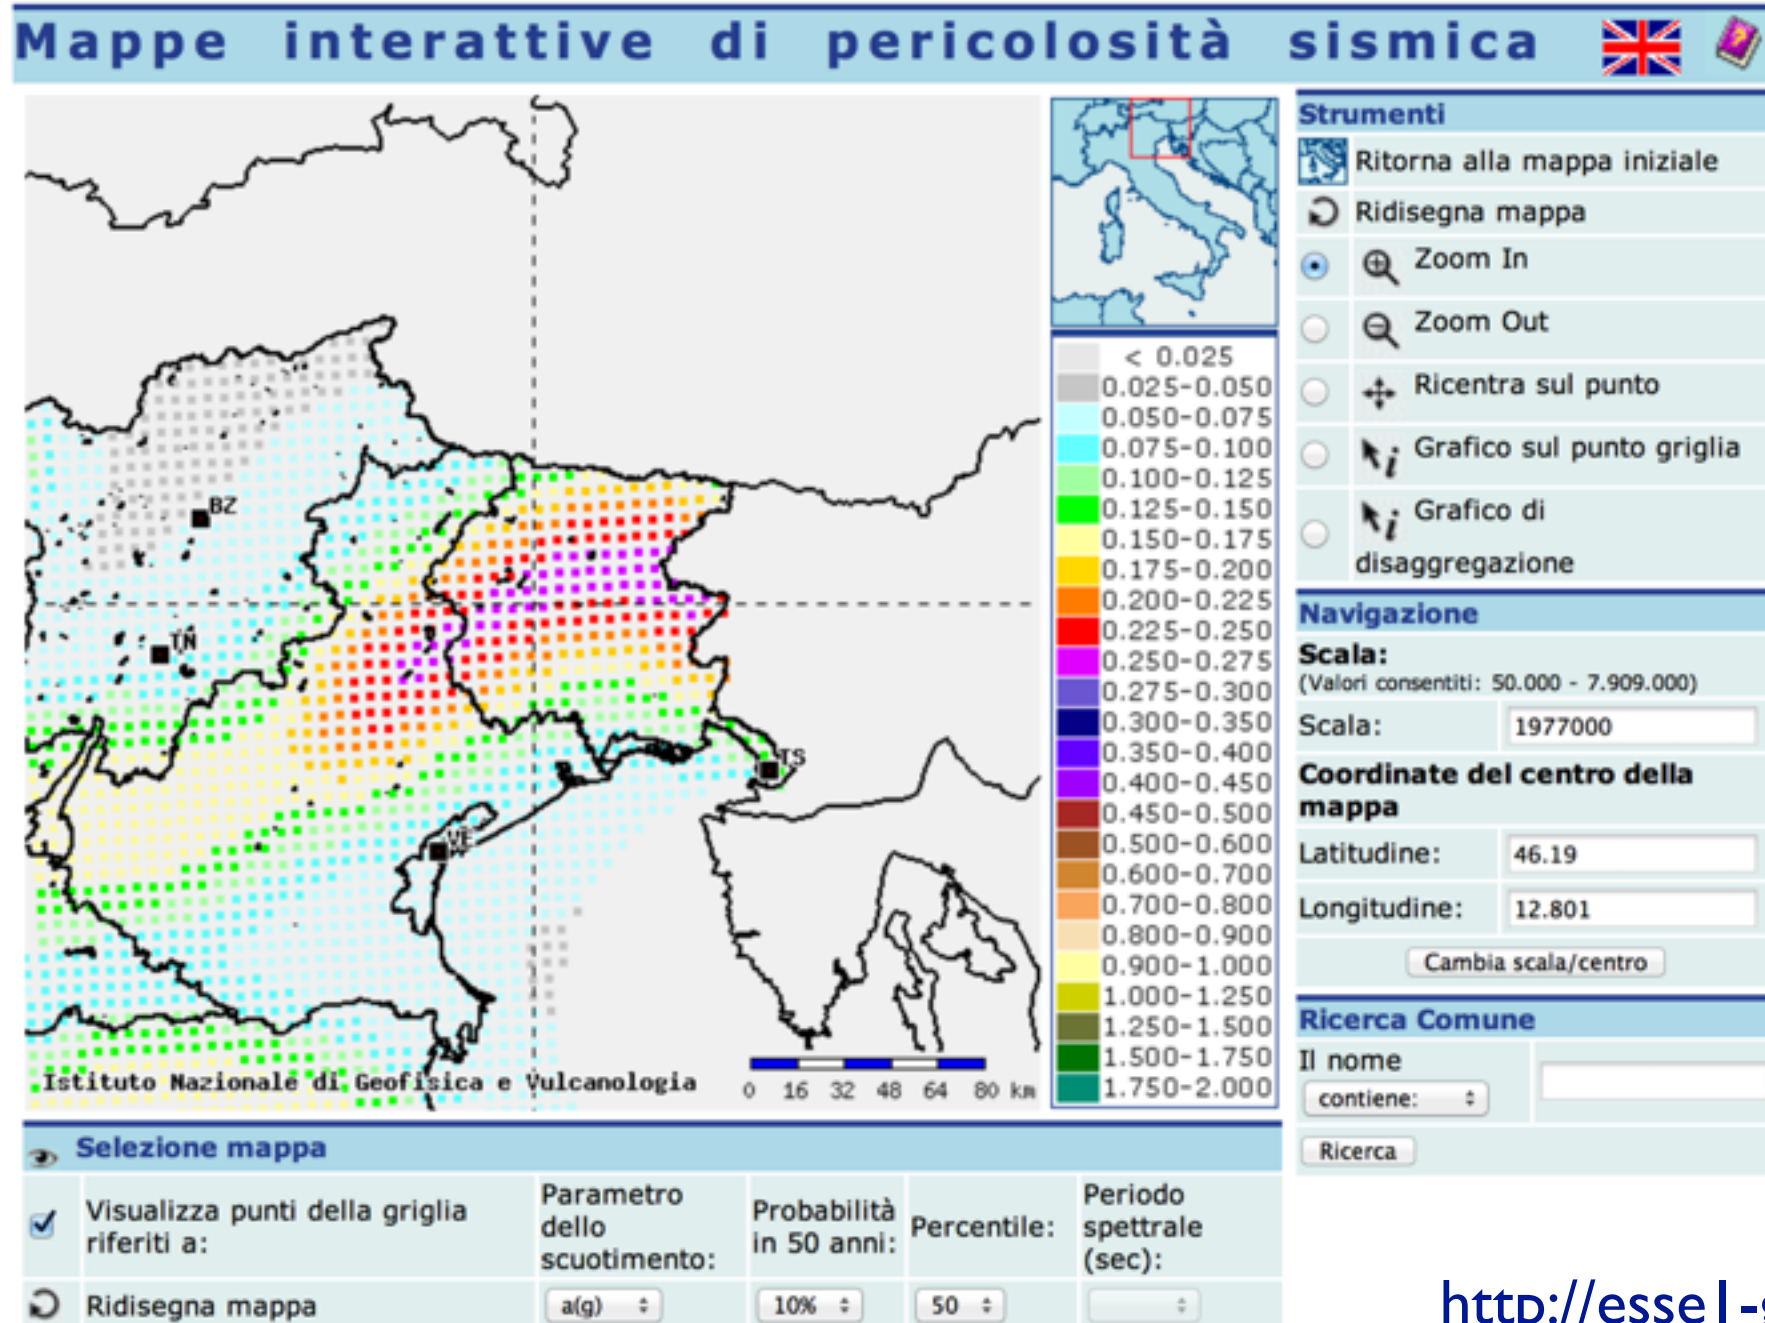 Mappe interattive di pericolosità sismica
BZ
TN
TS
VE
Istituto Nazionale di Geofisica e Vulcanologia
0 16 32 48 64 80 km
< 0.025
0.025-0.050
0.050-0.075
0.075-0.100
0.100-0.125
0.125-0.150
0.150-0.175
0.175-0.200
0.200-0.225
0.225-0.250
0.250-0.275
0.275-0.300
0.300-0.350
0.350-0.400
0.400-0.450
0.450-0.500
0.500-0.600
0.600-0.700
0.700-0.800
0.800-0.900
0.900-1.000
1.000-1.250
1.250-1.500
1.500-1.750
1.750-2.000
Strumenti
Ritorna alla mappa iniziale
Ridisegna mappa
Zoom In
Zoom Out
Ricentra sul punto
Grafico sul punto griglia
Grafico di
disaggregazione
Navigazione
Scala:
(Valori consentiti: 50.000 - 7.909.000)
Scala: 1977000
Coordinate del centro della
mappa
Latitudine: 46.19
Longitudine: 12.801
Cambia scala/centro
Ricerca Comune
Il nome
contiene:
Ricerca
Selezione mappa
Visualizza punti della griglia
riferiti a:
Parametro
dello
scuotimento:
Probabilità
in 50 anni:
Percentile:
Periodo
spettrale
(sec):
Ridisegna mappa
a(g)
10%
50
http://esse1-g